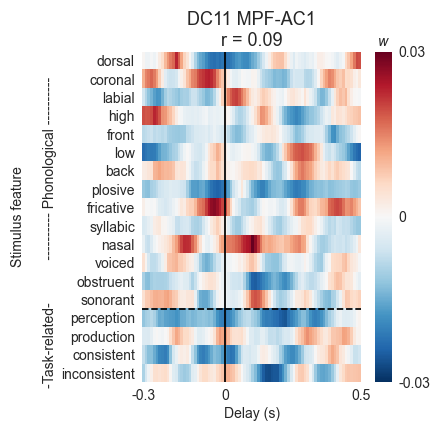 DC11 MPF-AC1
r = 0.09
w
dorsal
coronal
labial
high
front
low
back
plosive
fricative
syllabic
nasal
voiced
obstruent
sonorant
perception
production
consistent
inconsistent
Stimulus feature
---------- Phonological ----------
-Task-related-
0.03
0
-0.03
-0.3
0
0.5
Delay (s)